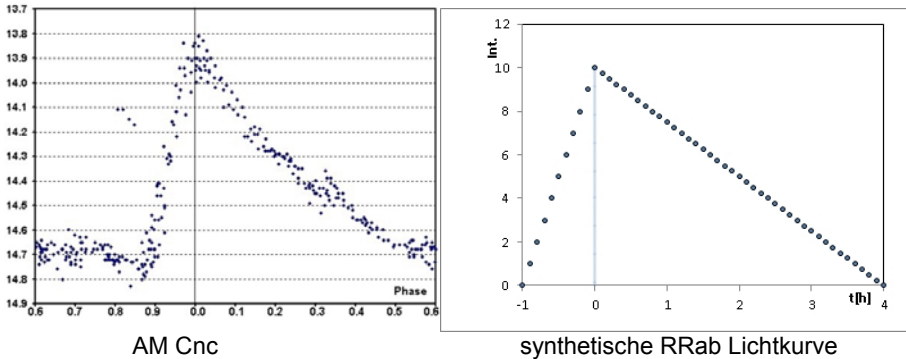 13.7
13.8
13.9
14.0
14.1
14.2
14.3
14.4
14.5
14.6
14.7
14.8
14.9
Phase
0.6 0.7 0.8 0.9 0.0 0.1 0.2 0.3 0.4 0.5 0.6
AM Cnc
Int.
12
10
8
6
4
2
0
t[h]
-1 0 1 2 3 4
synthetische RRab Lichtkurve